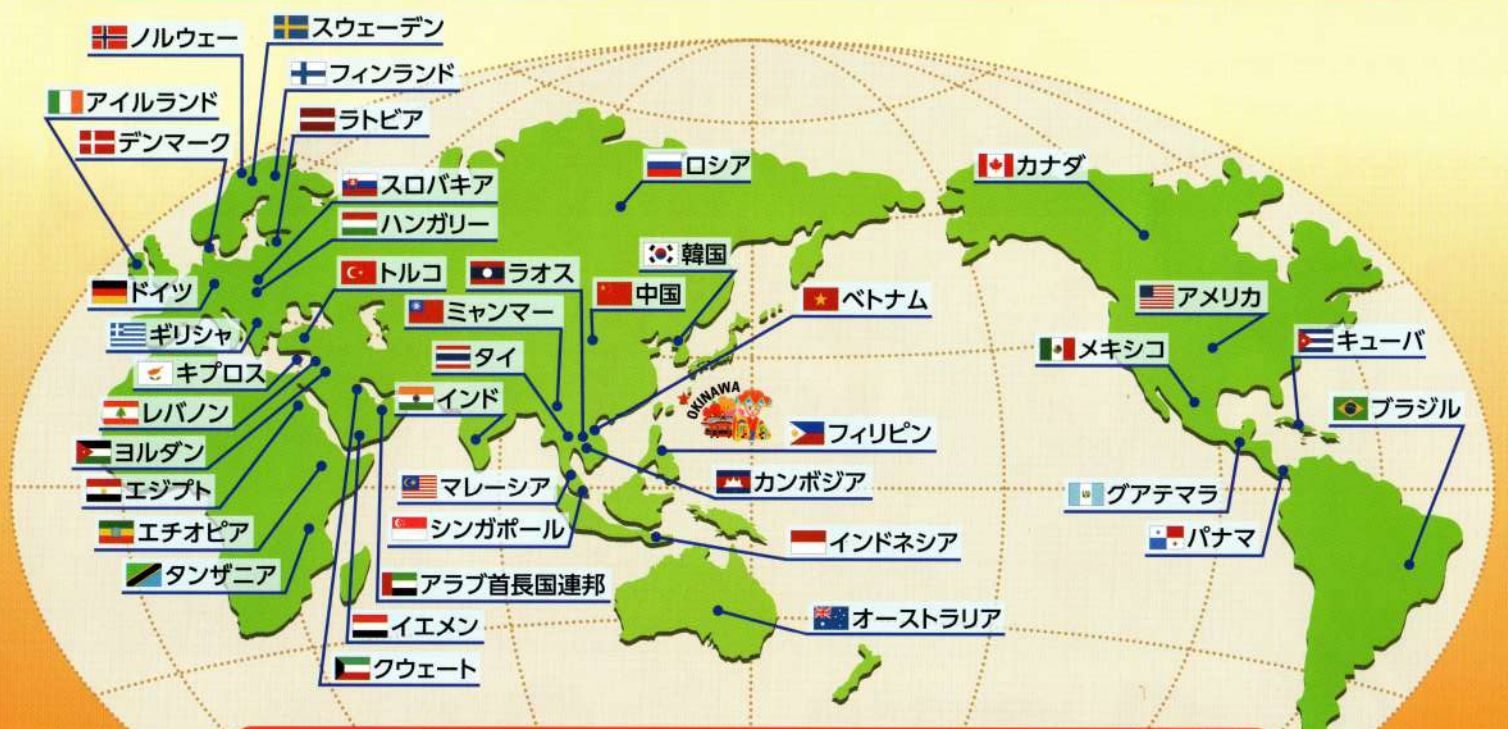 ノルウェー
スウェーデン
フィンランド
アイルランド
ラトビア
デンマーク
スロバキア
ハンガリー
ロシア
カナダ
韓国
ドイツ
トルコ
ラオス
中国
ベトナム
アメリカ
ギリシャ
ミャンマー
メキシコ
キューバ
キプロス
タイ
レバノン
インド
OKINAWA
フィリピン
ブラジル
ヨルダン
エジプト
マレーシア
カンボジア
グアテマラ
エチオピア
シンガポール
インドネシア
パナマ
タンザニア
アラブ首長国連邦
オーストラリア
イエメン
クウェート